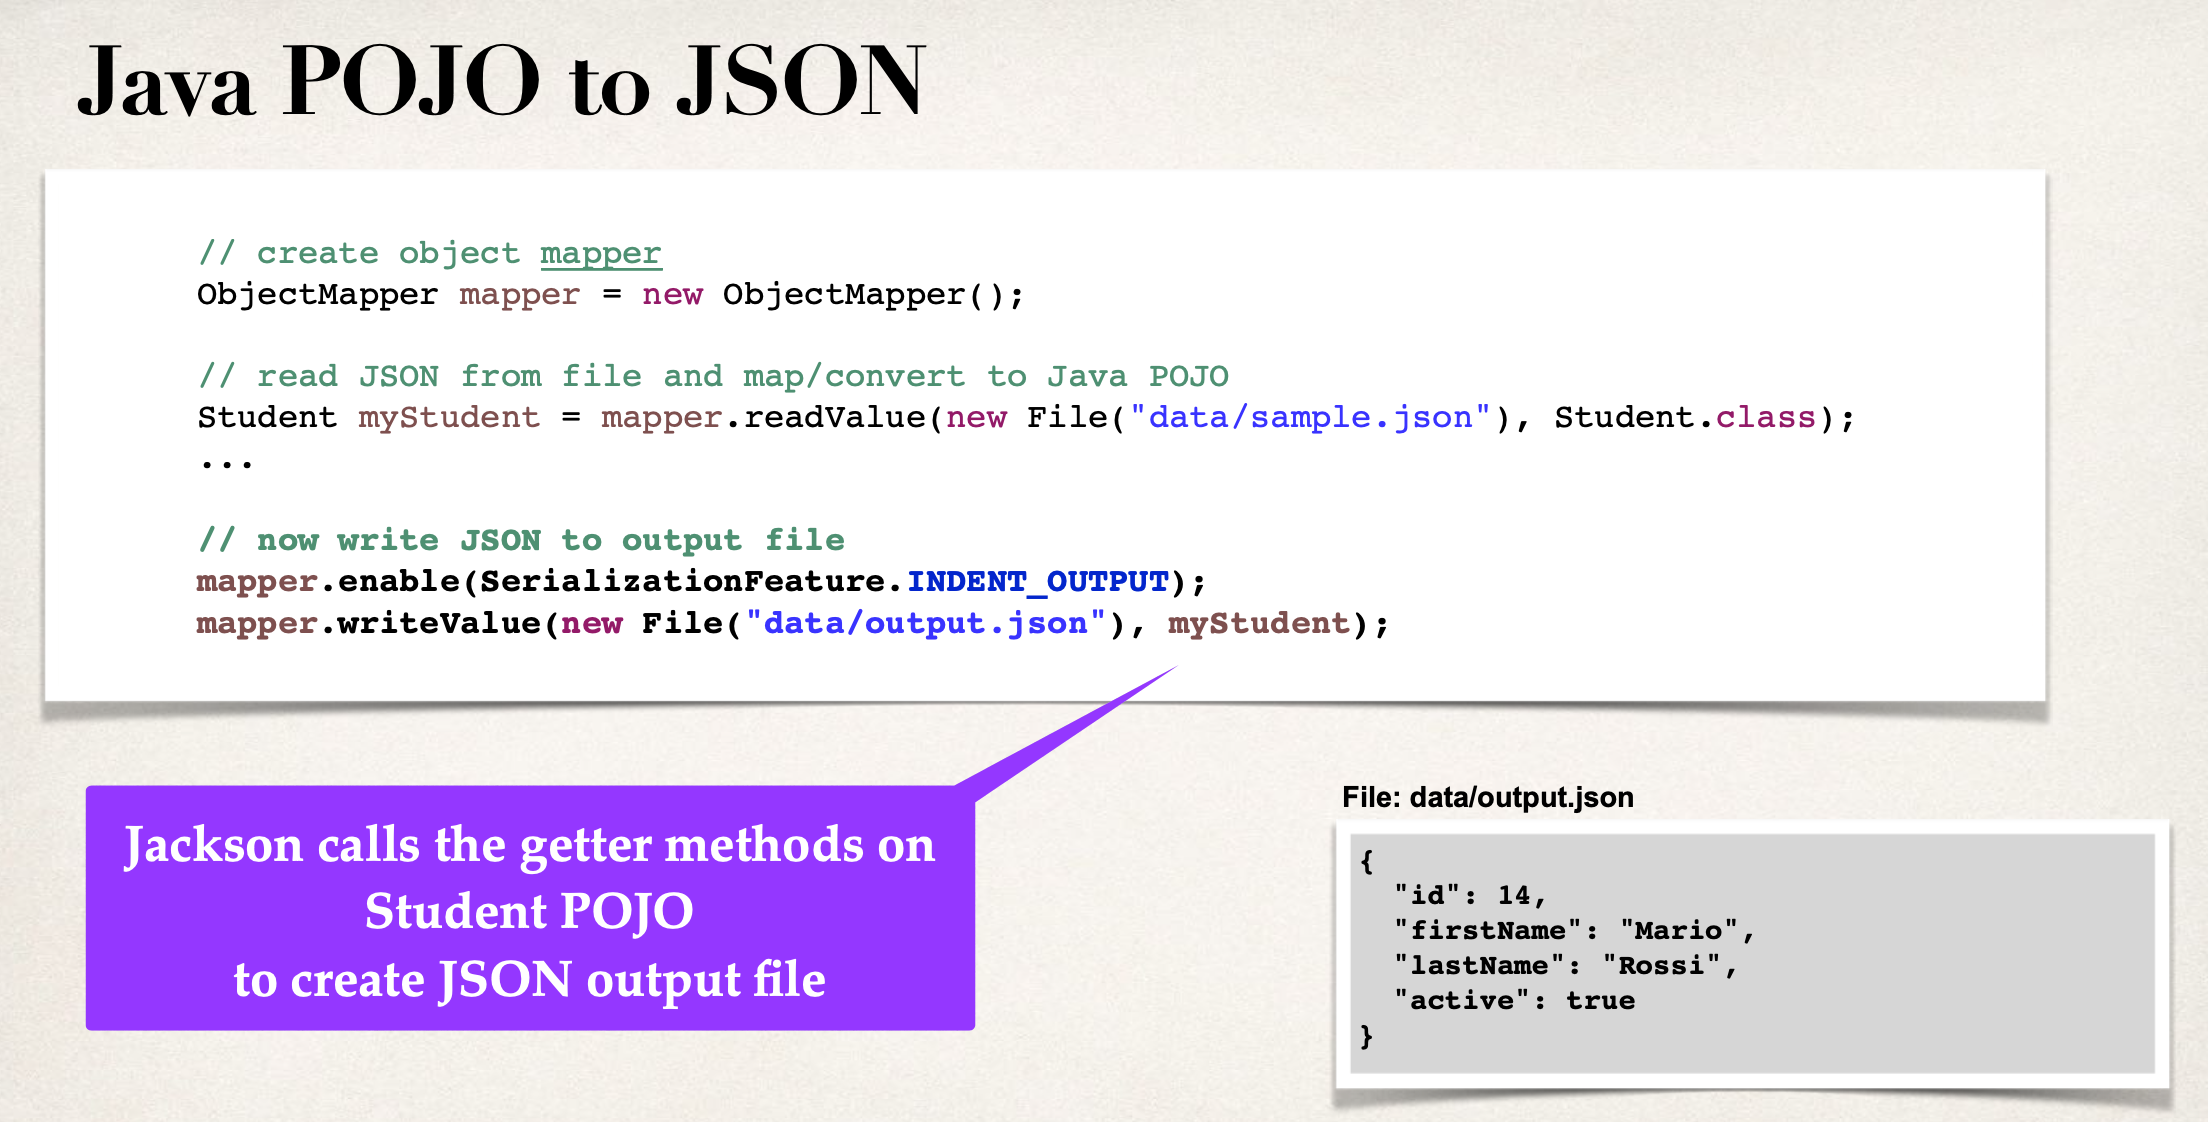 Java POJO to JSON
// create object mapper
ObjectMapper mapper = new ObjectMapper();
// read JSON from file and map/convert to Java POJO
Student myStudent = mapper.readValue(new File("data/sample.json"), Student.class);
...
// now write JSON to output file
mapper.enable(SerializationFeature.INDENT_OUTPUT);
mapper.writeValue(new File("data/output.json"), myStudent);
Jackson calls the getter methods on
Student POJO
to create JSON output file
File: data/output.json
{
"id": 14,
"firstName": "Mario",
"lastName": "Rossi",
"active": true
}